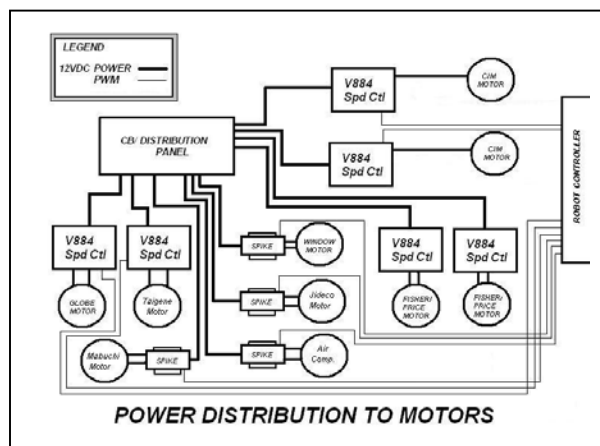 LEGEND
12VDC POWER
PWM
V884
Spd Ctl
CIM
MOTOR
CB/ DISTRIBUTION
PANEL
V884
Spd Ctl
CIM
MOTOR
ROBOT CONTROLLER
V884
Spd Ctl
V884
Spd Ctl
SPIKE
WINDOW
MOTOR
V884
Spd Ctl
V884
Spd Ctl
GLOBE
MOTOR
Taigene
Motor
SPIKE
Jideco
Motor
FISHER/
PRICE
MOTOR
FISHER/
PRICE
MOTOR
Mabuchi
Motor
SPIKE
SPIKE
Air
Comp.
POWER DISTRIBUTION TO MOTORS